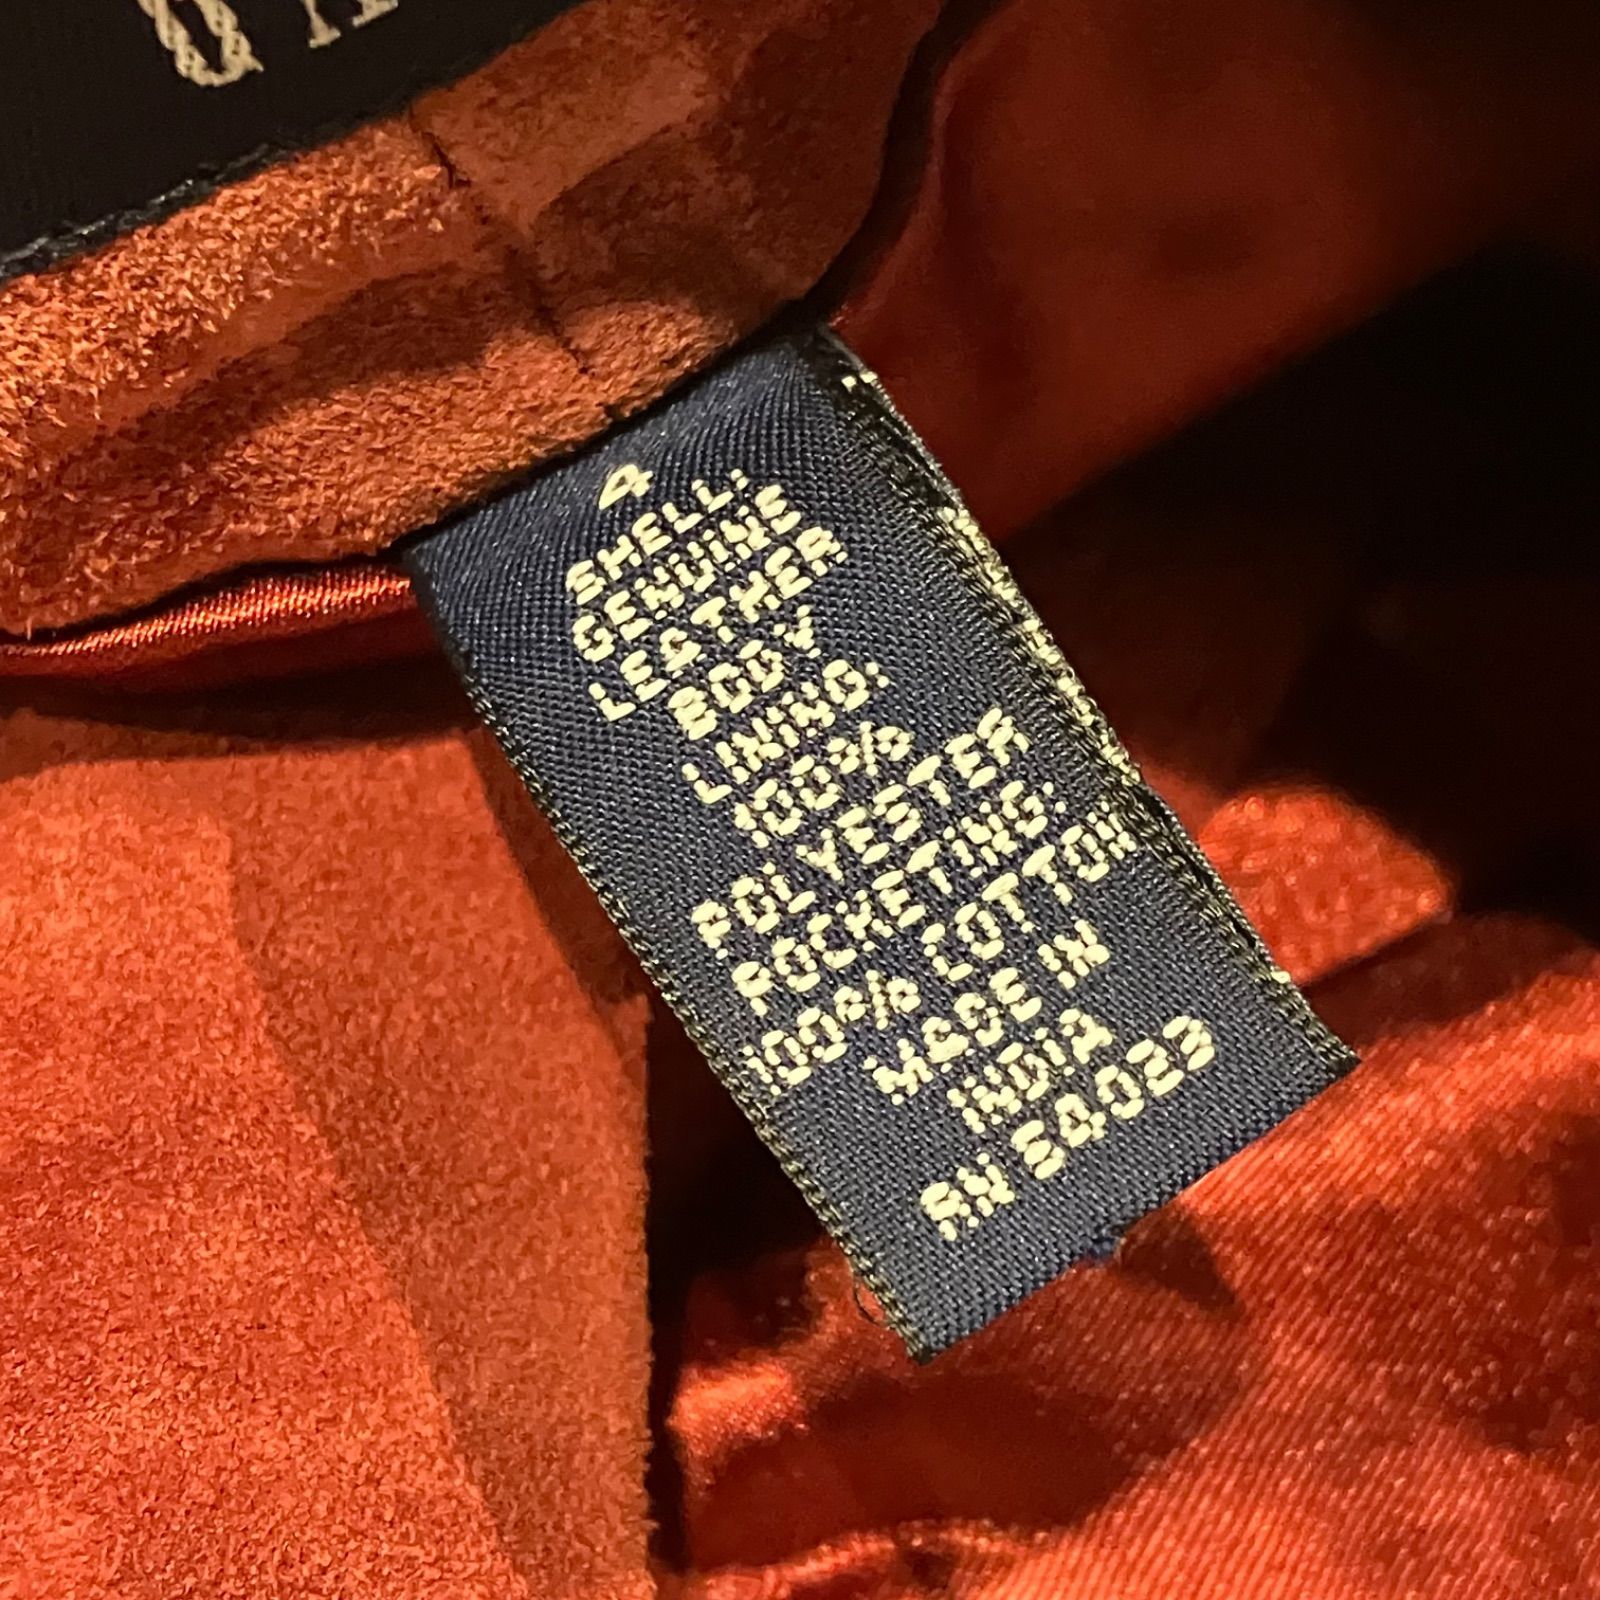 4
SHELL:
GENUINE
LEATHER
BODY
LINING:
100%
POLYESTER
POCKETING:
100% COTTON
MADE IN
INDIA
RN 54023